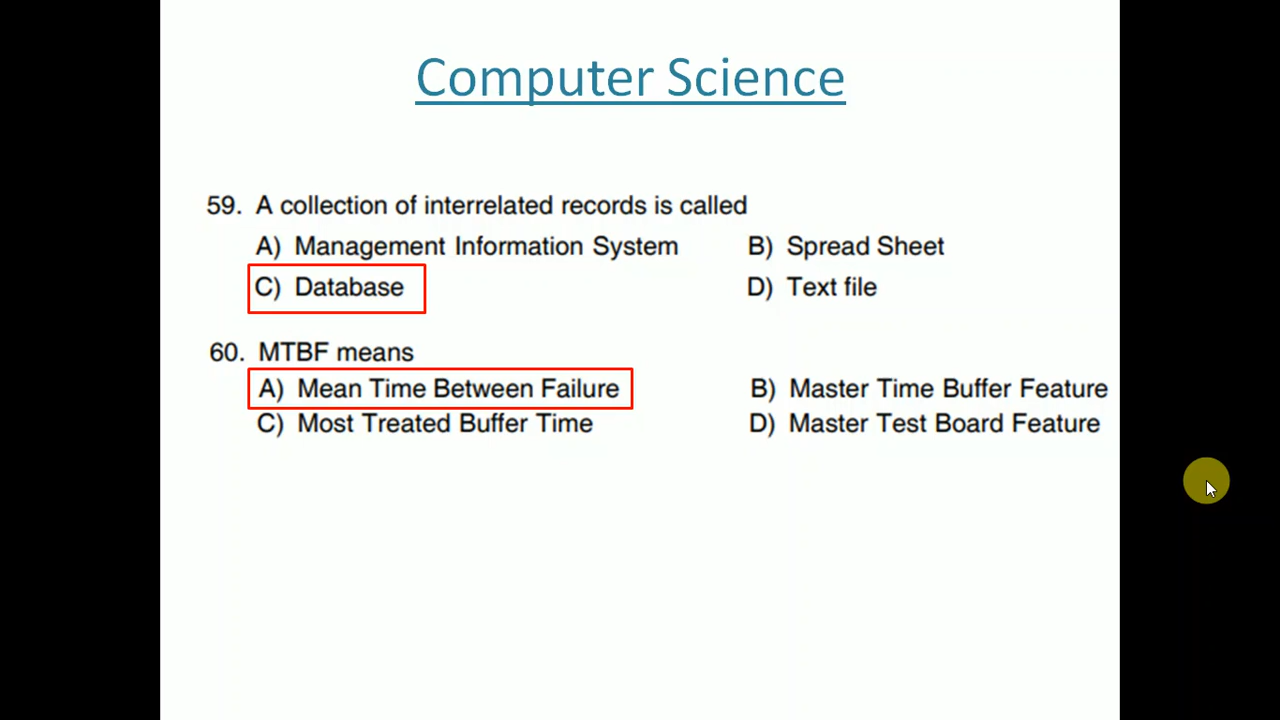 Computer Science
59. A collection of interrelated records is called
A) Management Information System B) Spread Sheet
C) Database D) Text file
60. MTBF means
A) Mean Time Between Failure B) Master Time Buffer Feature
C) Most Treated Buffer Time D) Master Test Board Feature